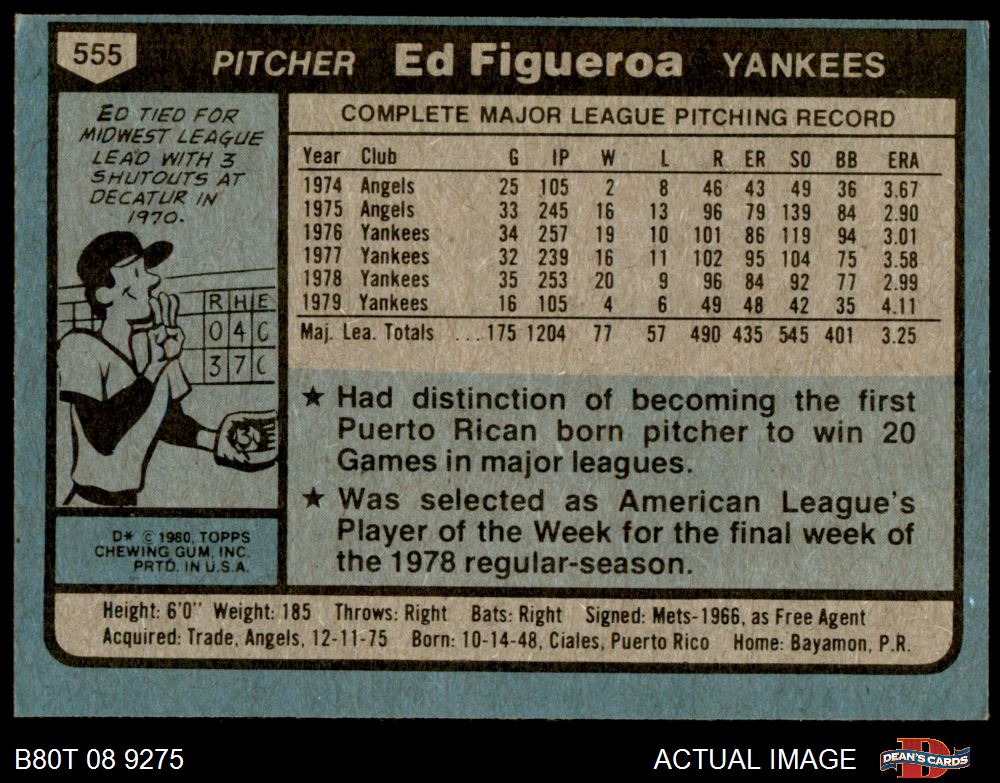 555 PITCHER Ed Figueroa YANKEES
ED TIED FOR
MIDWEST LEAGUE
LEAD WITH 3
SHUTOUTS AT
DECATUR IN
1970.
R H E
0 4 0
3 7 0
D* © 1980, TOPPS
CHEWING GUM, INC.
PRTD. IN U.S.A.
COMPLETE MAJOR LEAGUE PITCHING RECORD
Year Club G IP W L R ER SO BB ERA
1974 Angels 25 105 2 8 46 43 49 36 3.67
1975 Angels 33 245 16 13 96 79 139 84 2.90
1976 Yankees 34 257 19 10 101 86 119 94 3.01
1977 Yankees 32 239 16 11 102 95 104 75 3.58
1978 Yankees 35 253 20 9 96 84 92 77 2.99
1979 Yankees 16 105 4 6 49 48 42 35 4.11
Maj. Lea. Totals ... 175 1204 77 57 490 435 545 401 3.25
★ Had distinction of becoming the first
Puerto Rican born pitcher to win 20
Games in major leagues.
★ Was selected as American League's
Player of the Week for the final week of
the 1978 regular-season.
Height: 6'0" Weight: 185 Throws: Right Bats: Right Signed: Mets-1966, as Free Agent
Acquired: Trade, Angels, 12-11-75 Born: 10-14-48, Ciales, Puerto Rico Home: Bayamon, P.R.
B80T 08 9275 ACTUAL IMAGE DEAN'S CARDS